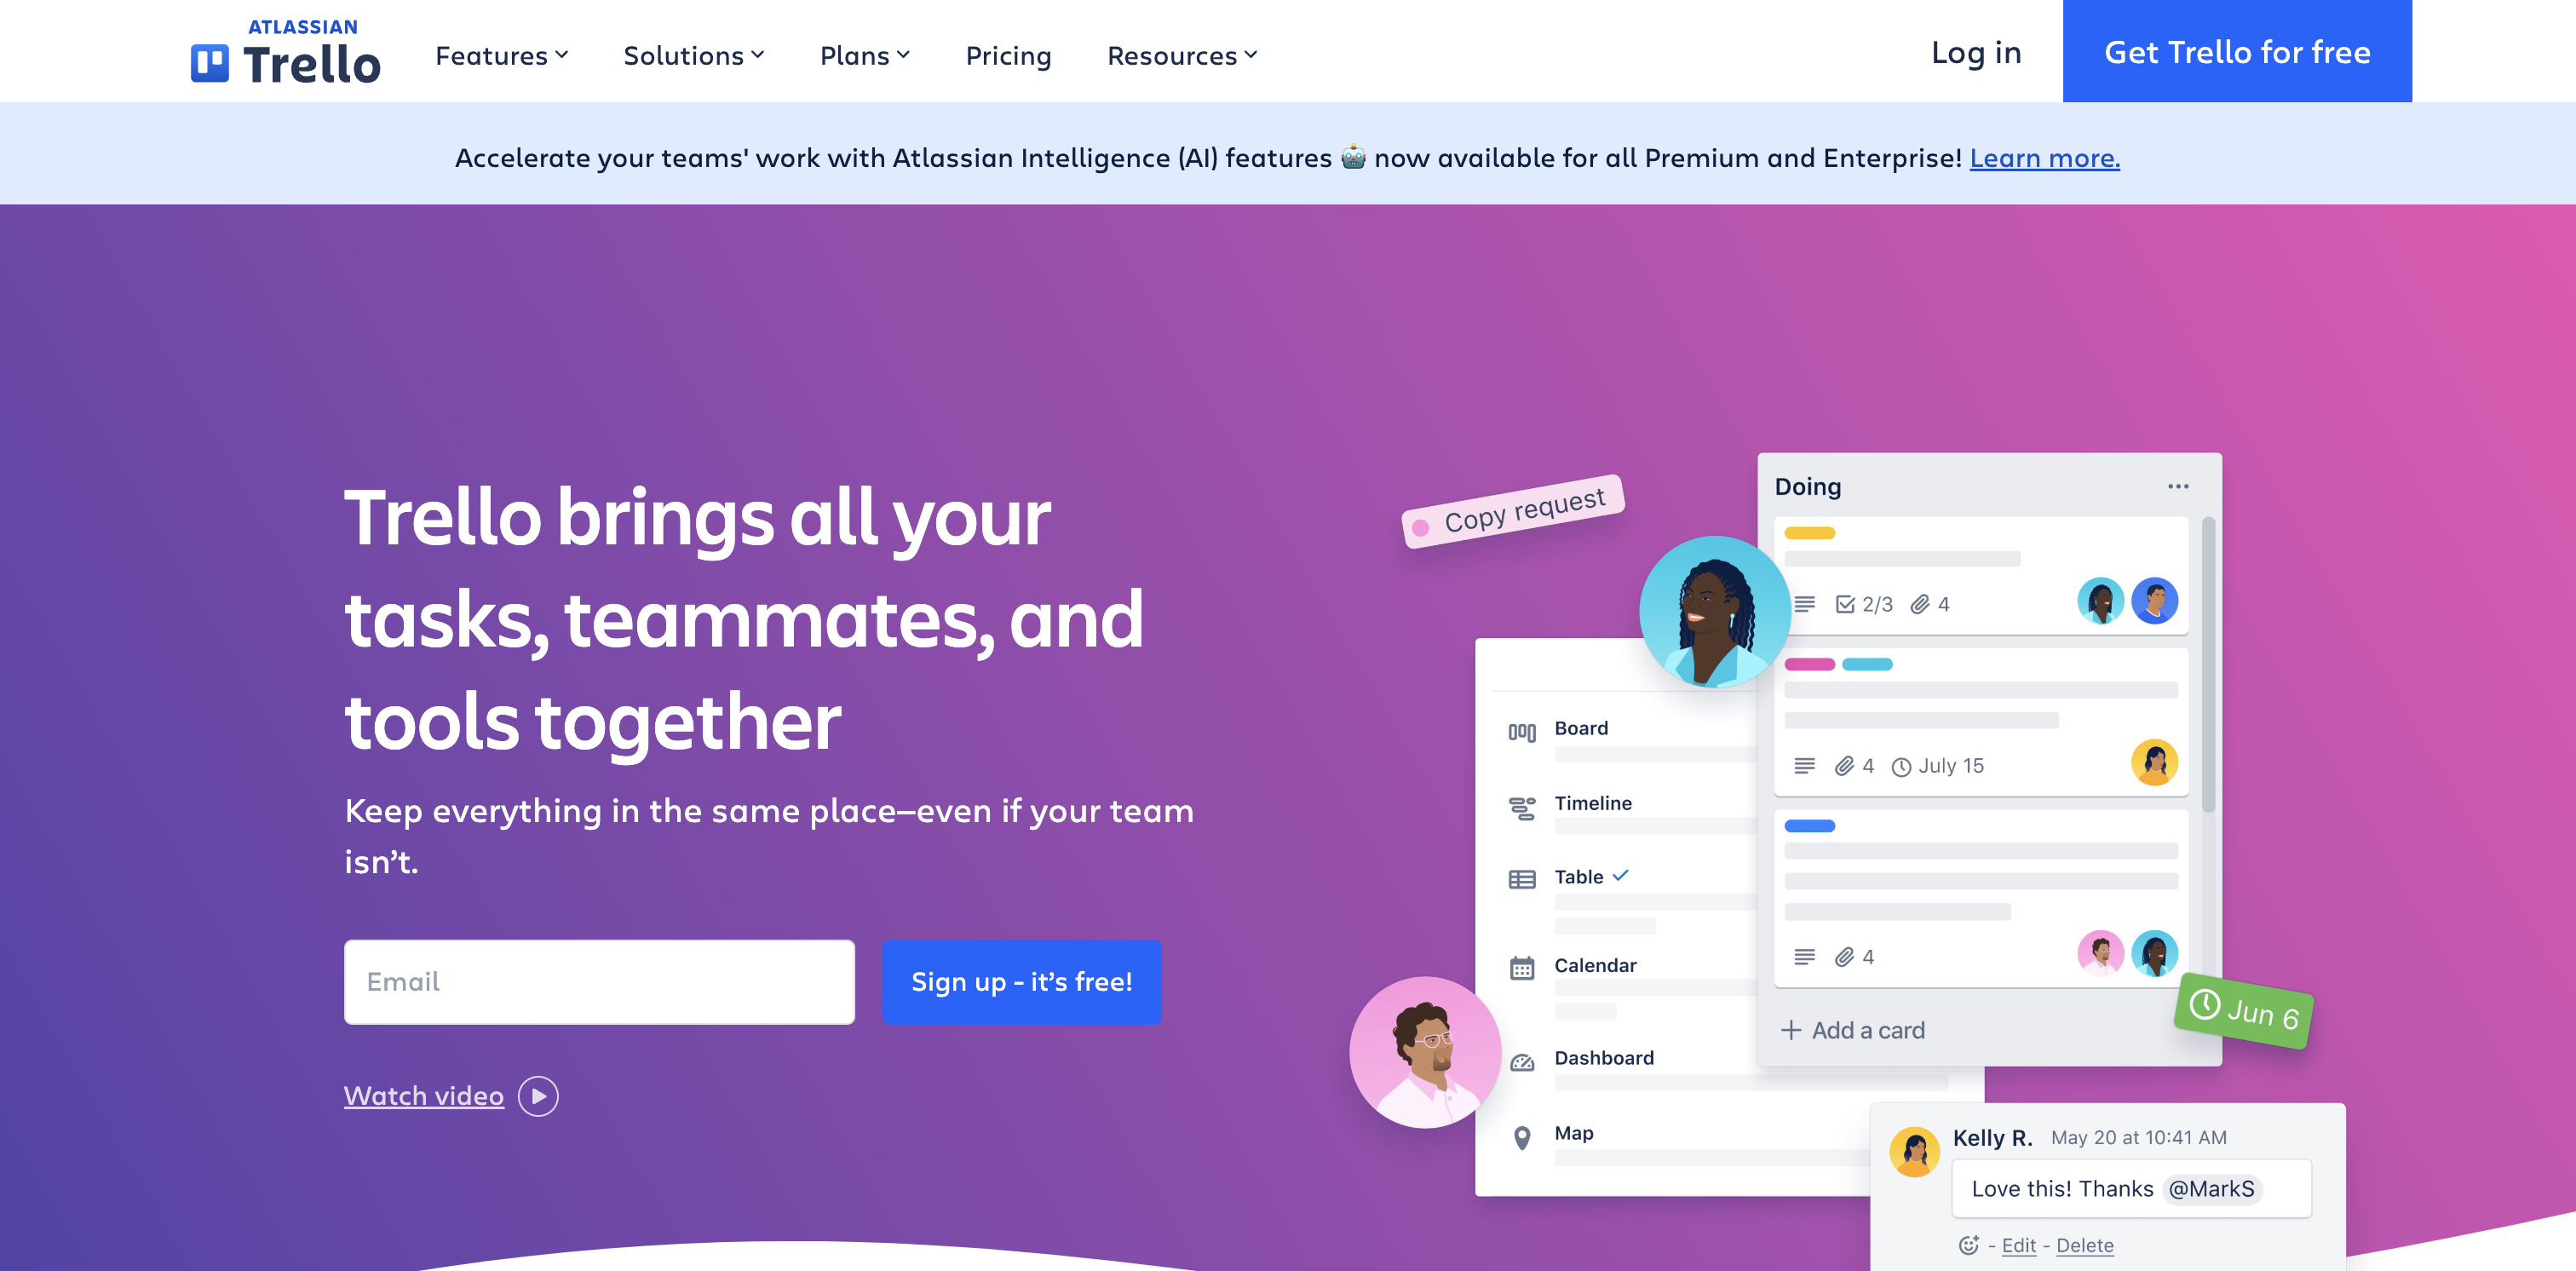 ATLASSIAN
Trello
Features
Solutions
Plans
Pricing
Resources
Log in
Get Trello for free
Accelerate your teams' work with Atlassian Intelligence (AI) features 🤖 now available for all Premium and Enterprise! Learn more.
Trello brings all your
tasks, teammates, and
tools together
Keep everything in the same place—even if your team
isn’t.
Email
Sign up - it’s free!
Watch video
Copy request
Doing
2/3 4
4 July 15
4
Add a card
Jun 6
Board
Timeline
Table
Calendar
Dashboard
Map
Kelly R. May 20 at 10:41 AM
Love this! Thanks @MarkS
- Edit - Delete